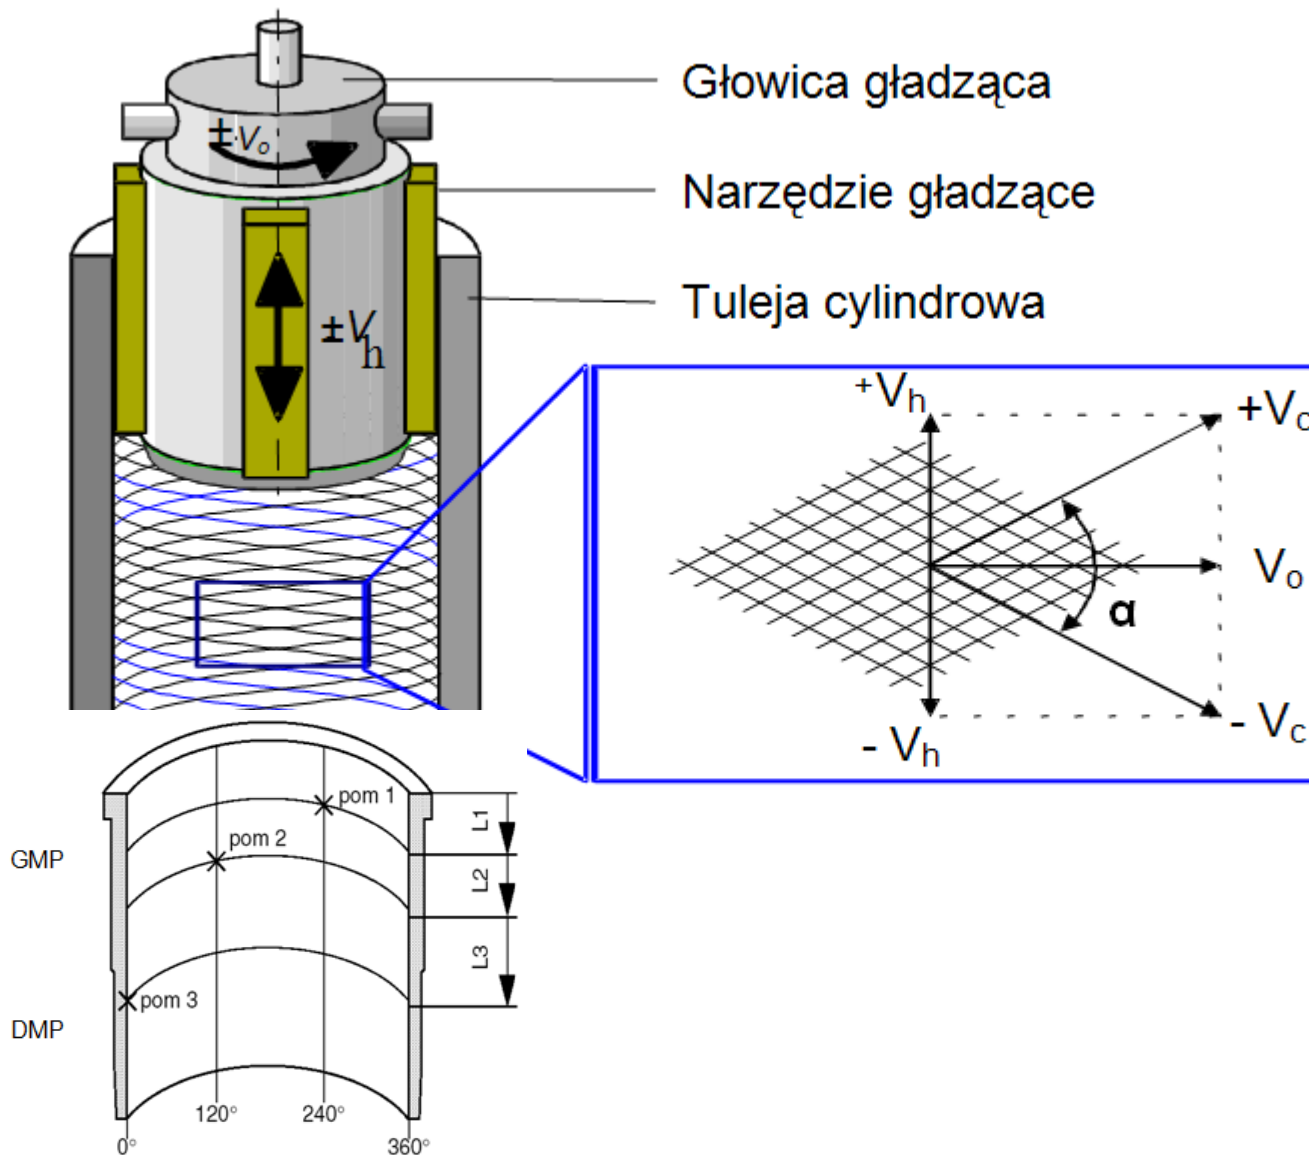 Głowica gładząca
±V₀
Narzędzie gładzące
Tuleja cylindrowa
±Vh
+Vh
+Vc
Vo
α
- Vh
- Vc
pom 1
L1
pom 2
GMP
L2
L3
pom 3
DMP
120°
240°
0°
360°